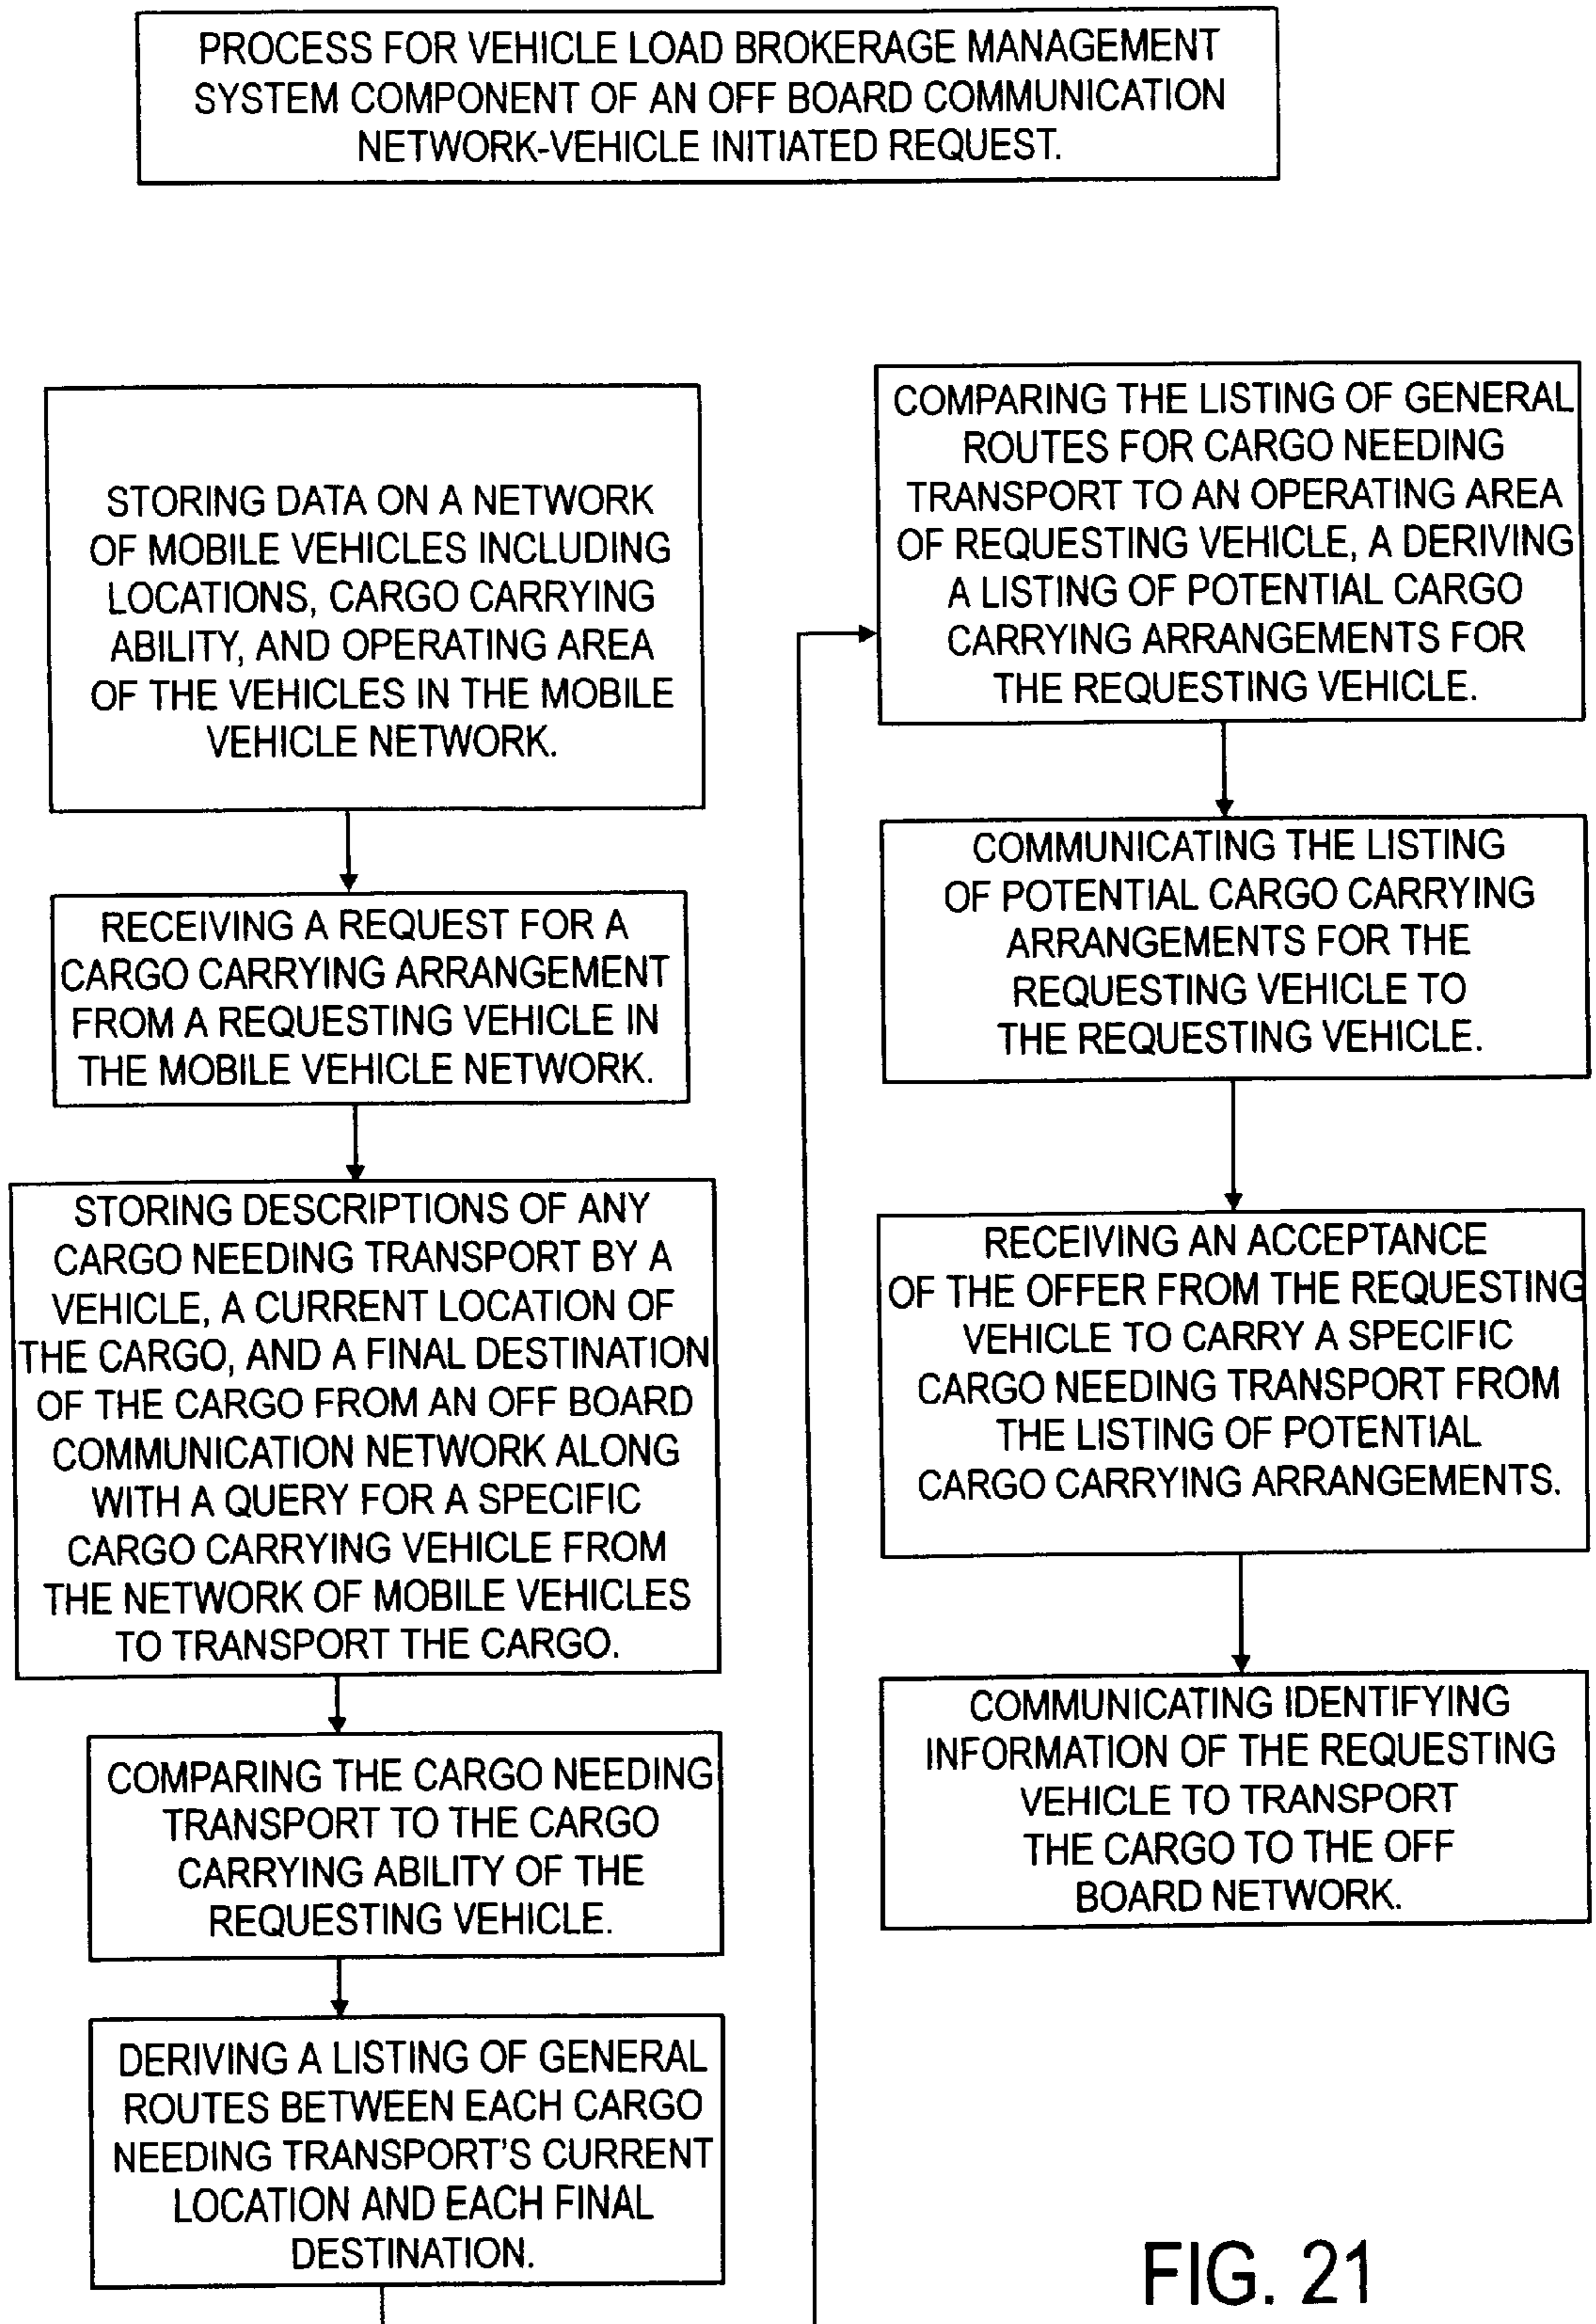 PROCESS FOR VEHICLE LOAD BROKERAGE MANAGEMENT
SYSTEM COMPONENT OF AN OFF BOARD COMMUNICATION
NETWORK-VEHICLE INITIATED REQUEST.
STORING DATA ON A NETWORK
OF MOBILE VEHICLES INCLUDING
LOCATIONS, CARGO CARRYING
ABILITY, AND OPERATING AREA
OF THE VEHICLES IN THE MOBILE
VEHICLE NETWORK.
RECEIVING A REQUEST FOR A
CARGO CARRYING ARRANGEMENT
FROM A REQUESTING VEHICLE IN
THE MOBILE VEHICLE NETWORK.
STORING DESCRIPTIONS OF ANY
CARGO NEEDING TRANSPORT BY A
VEHICLE, A CURRENT LOCATION OF
THE CARGO, AND A FINAL DESTINATION
OF THE CARGO FROM AN OFF BOARD
COMMUNICATION NETWORK ALONG
WITH A QUERY FOR A SPECIFIC
CARGO CARRYING VEHICLE FROM
THE NETWORK OF MOBILE VEHICLES
TO TRANSPORT THE CARGO.
COMPARING THE CARGO NEEDING
TRANSPORT TO THE CARGO
CARRYING ABILITY OF THE
REQUESTING VEHICLE.
DERIVING A LISTING OF GENERAL
ROUTES BETWEEN EACH CARGO
NEEDING TRANSPORT'S CURRENT
LOCATION AND EACH FINAL
DESTINATION.
COMPARING THE LISTING OF GENERAL
ROUTES FOR CARGO NEEDING
TRANSPORT TO AN OPERATING AREA
OF REQUESTING VEHICLE, A DERIVING
A LISTING OF POTENTIAL CARGO
CARRYING ARRANGEMENTS FOR
THE REQUESTING VEHICLE.
COMMUNICATING THE LISTING
OF POTENTIAL CARGO CARRYING
ARRANGEMENTS FOR THE
REQUESTING VEHICLE TO
THE REQUESTING VEHICLE.
RECEIVING AN ACCEPTANCE
OF THE OFFER FROM THE REQUESTING
VEHICLE TO CARRY A SPECIFIC
CARGO NEEDING TRANSPORT FROM
THE LISTING OF POTENTIAL
CARGO CARRYING ARRANGEMENTS.
COMMUNICATING IDENTIFYING
INFORMATION OF THE REQUESTING
VEHICLE TO TRANSPORT
THE CARGO TO THE OFF
BOARD NETWORK.
FIG. 21